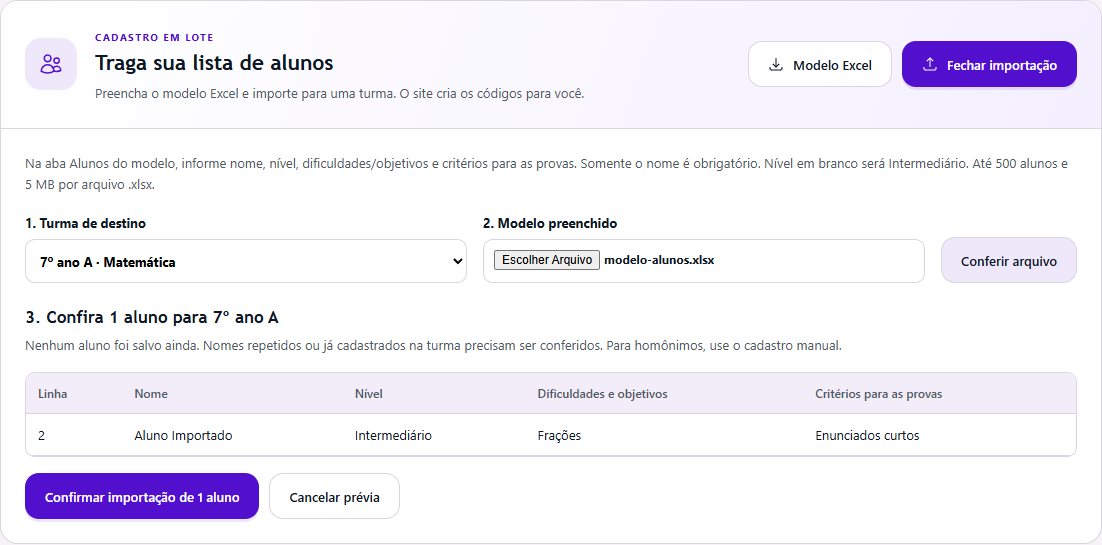 CADASTRO EM LOTE
Traga sua lista de alunos
Preencha o modelo Excel e importe para uma turma. O site cria os códigos para você.
Modelo Excel
Fechar importação
Na aba Alunos do modelo, informe nome, nível, dificuldades/objetivos e critérios para as provas. Somente o nome é obrigatório. Nível em branco será Intermediário. Até 500 alunos e
5 MB por arquivo .xlsx.
1. Turma de destino
7º ano A · Matemática
2. Modelo preenchido
Escolher Arquivo modelo-alunos.xlsx
Conferir arquivo
3. Confira 1 aluno para 7º ano A
Nenhum aluno foi salvo ainda. Nomes repetidos ou já cadastrados na turma precisam ser conferidos. Para homônimos, use o cadastro manual.
Linha Nome Nível Dificuldades e objetivos Critérios para as provas
2 Aluno Importado Intermediário Frações Enunciados curtos
Confirmar importação de 1 aluno
Cancelar prévia